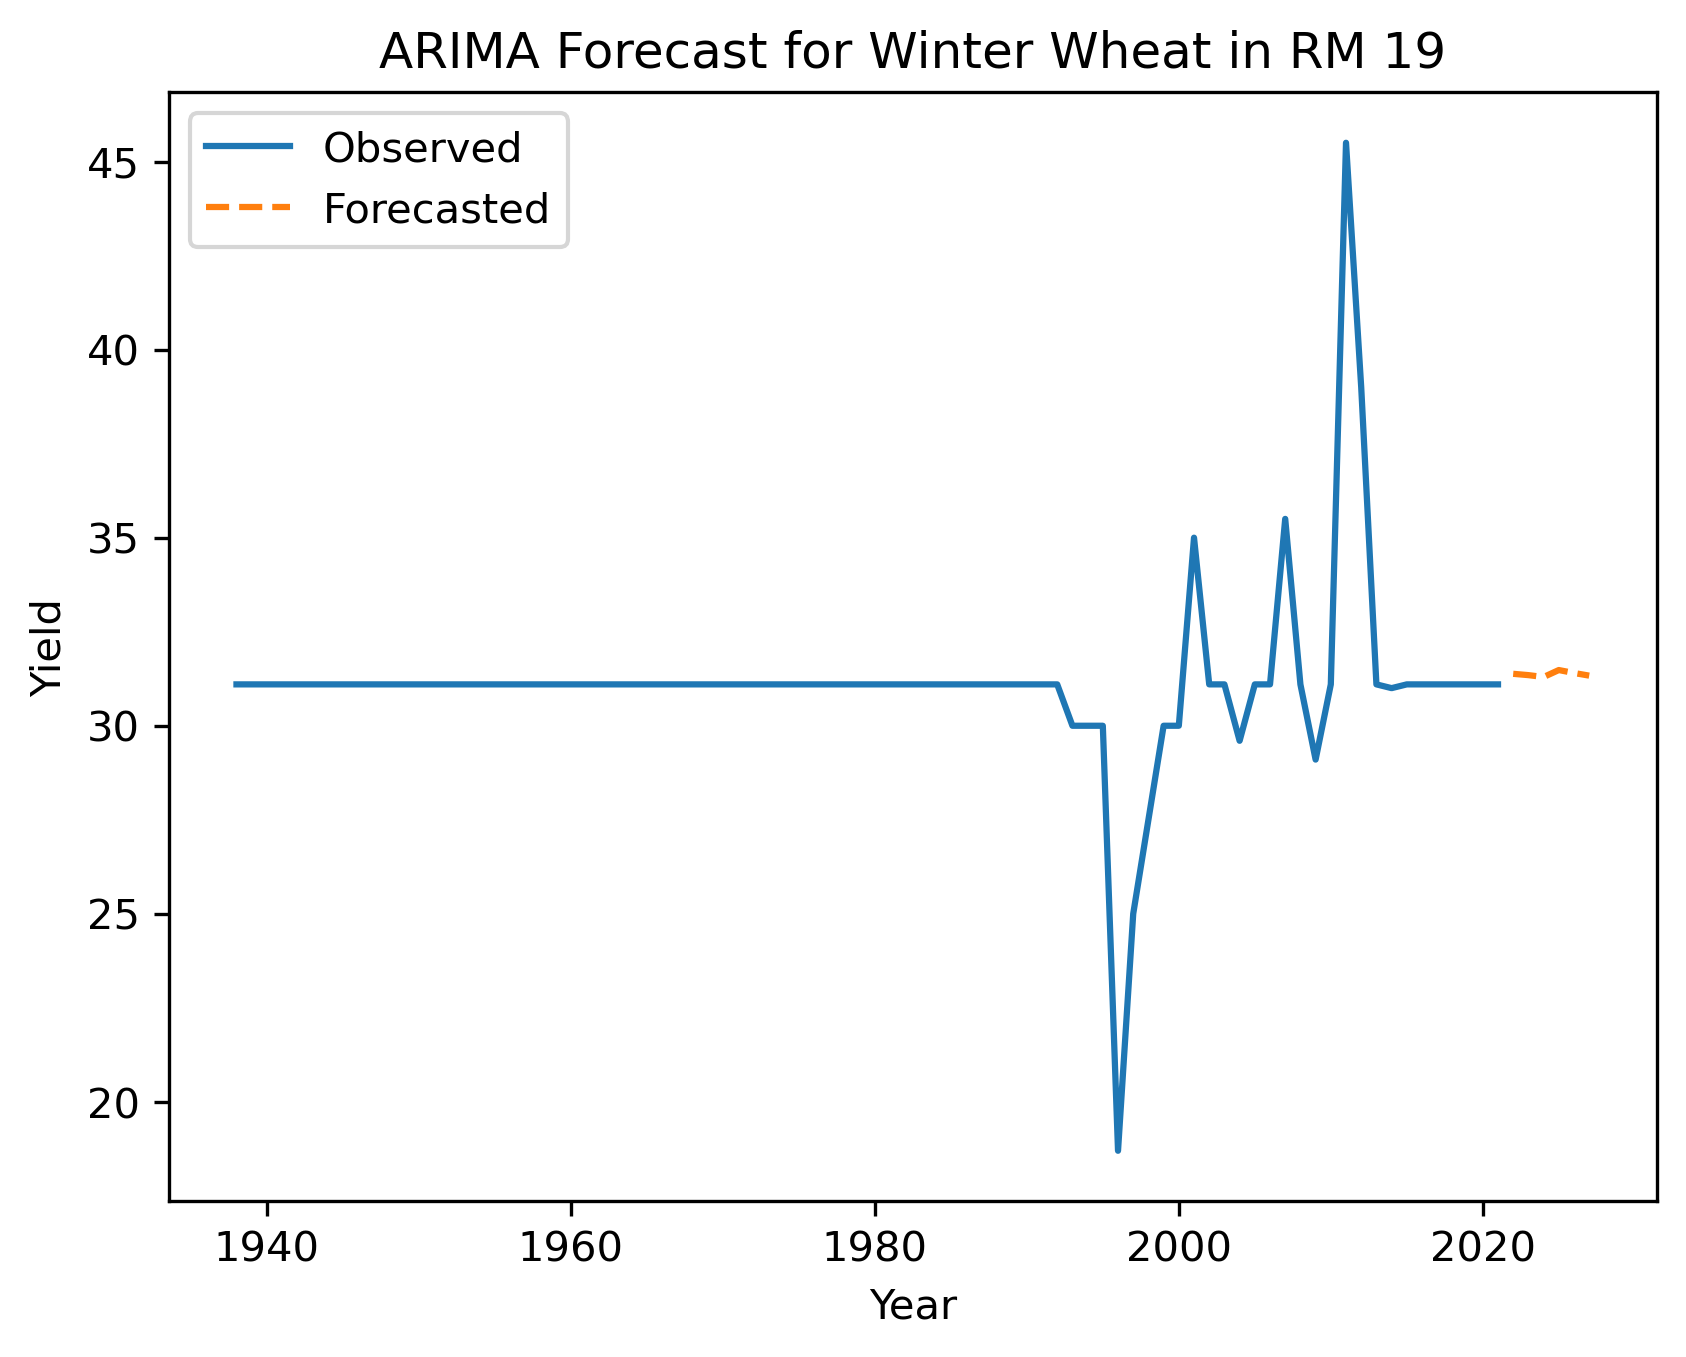 ARIMA Forecast for Winter Wheat in RM 19
Observed
Forecasted
45
40
35
30
25
20
Yield
1940 1960 1980 2000 2020
Year